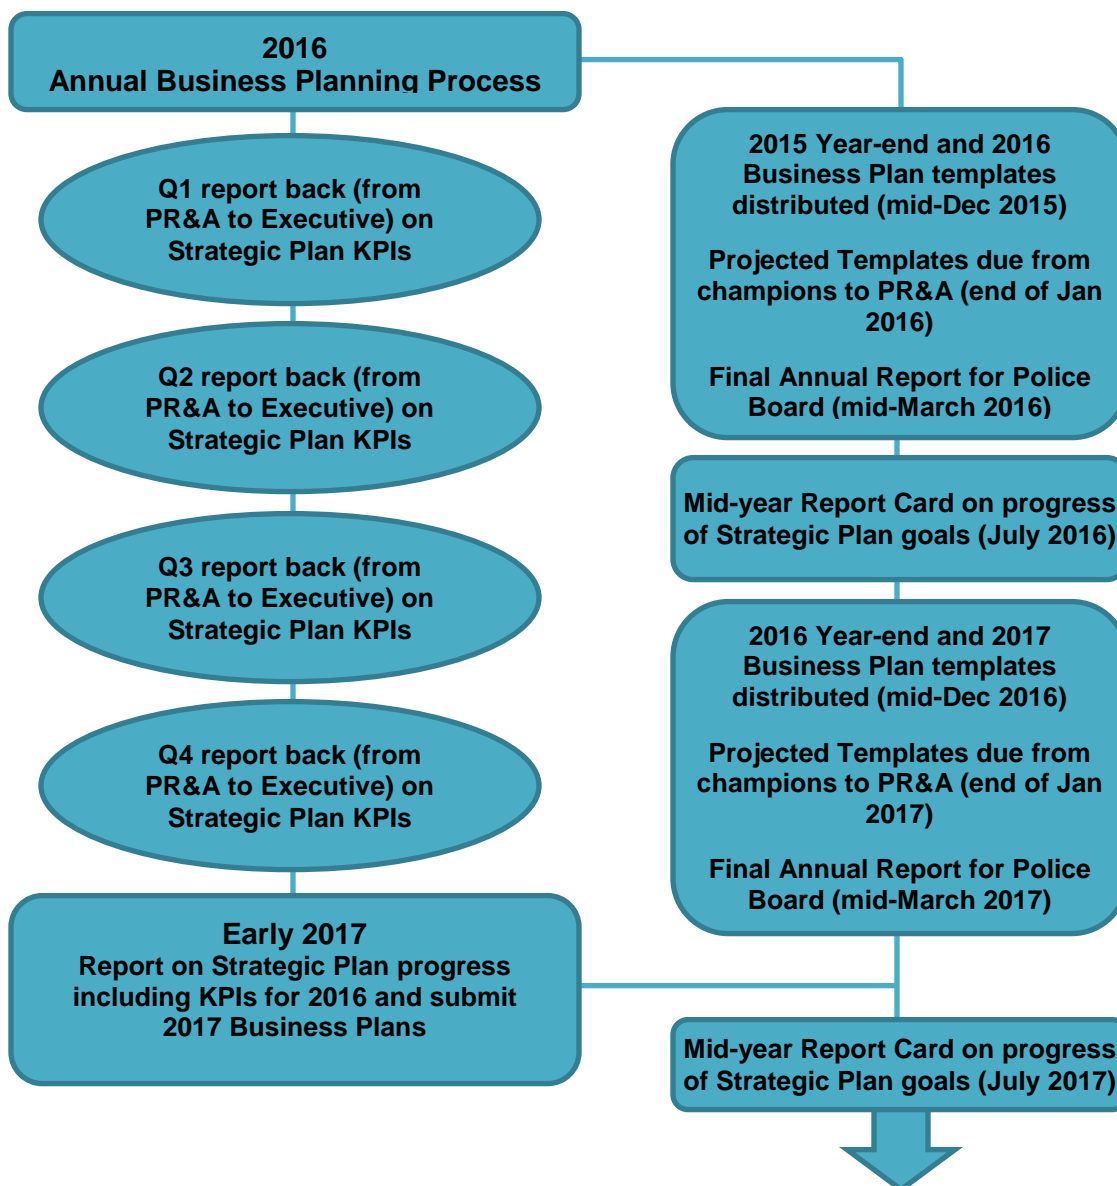 2016
Annual Business Planning Process
Q1 report back (from
PR&A to Executive) on
Strategic Plan KPIs
Q2 report back (from
PR&A to Executive) on
Strategic Plan KPIs
Q3 report back (from
PR&A to Executive) on
Strategic Plan KPIs
Q4 report back (from
PR&A to Executive) on
Strategic Plan KPIs
Early 2017
Report on Strategic Plan progress
including KPIs for 2016 and submit
2017 Business Plans
2015 Year-end and 2016
Business Plan templates
distributed (mid-Dec 2015)
Projected Templates due from
champions to PR&A (end of Jan
2016)
Final Annual Report for Police
Board (mid-March 2016)
Mid-year Report Card on progress
of Strategic Plan goals (July 2016)
2016 Year-end and 2017
Business Plan templates
distributed (mid-Dec 2016)
Projected Templates due from
champions to PR&A (end of Jan
2017)
Final Annual Report for Police
Board (mid-March 2017)
Mid-year Report Card on progress
of Strategic Plan goals (July 2017)